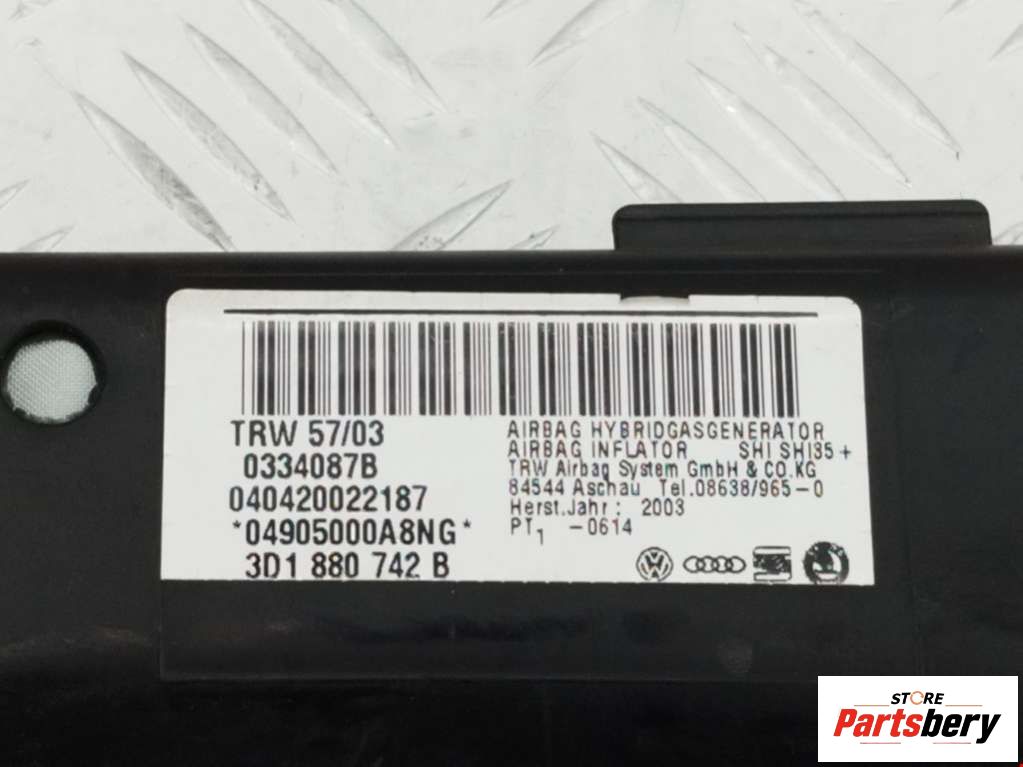 TRW 57/03
0334087B
040420022187
*04905000A8NG*
3D1 880 742 B
AIRBAG HYBRIDGASGENERATOR
AIRBAG INFLATOR SHI SHI35 +
TRW Airbag System GmbH & CO.KG
84544 Aschau Tel.08638/965-0
Herst.Jahr: 2003
PT1 -0614
STORE
Partsbery